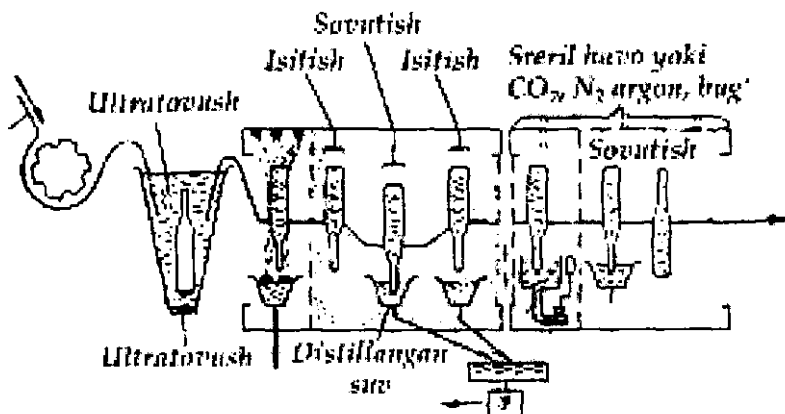 Sovutish
Isitish Isitish
Steril havo yoki
CO₂, N₂ argon, bug'
Ultratovush
Sovutish
Ultratovush
Distillangan
suv